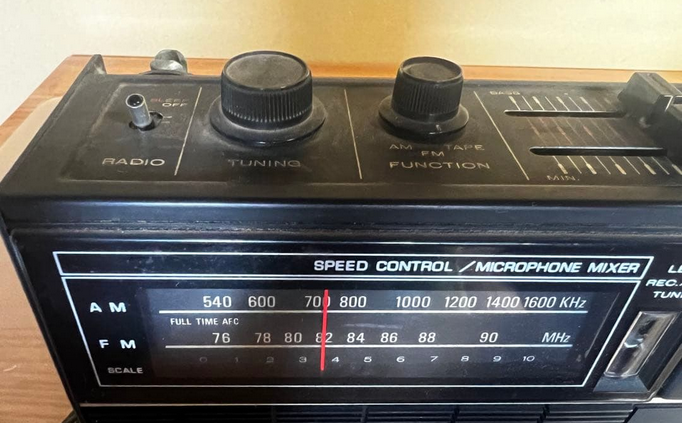 SLEEP
OFF
RADIO
TUNING
AM TAPE
FM
FUNCTION
BASS
MIN.
SPEED CONTROL / MICROPHONE MIXER
AM 540 600 700 800 1000 1200 1400 1600 KHz
FULL TIME AFC
FM 76 78 80 82 84 86 88 90 MHz
SCALE 0 1 2 3 4 5 6 7 8 9 10
REC.
TUN